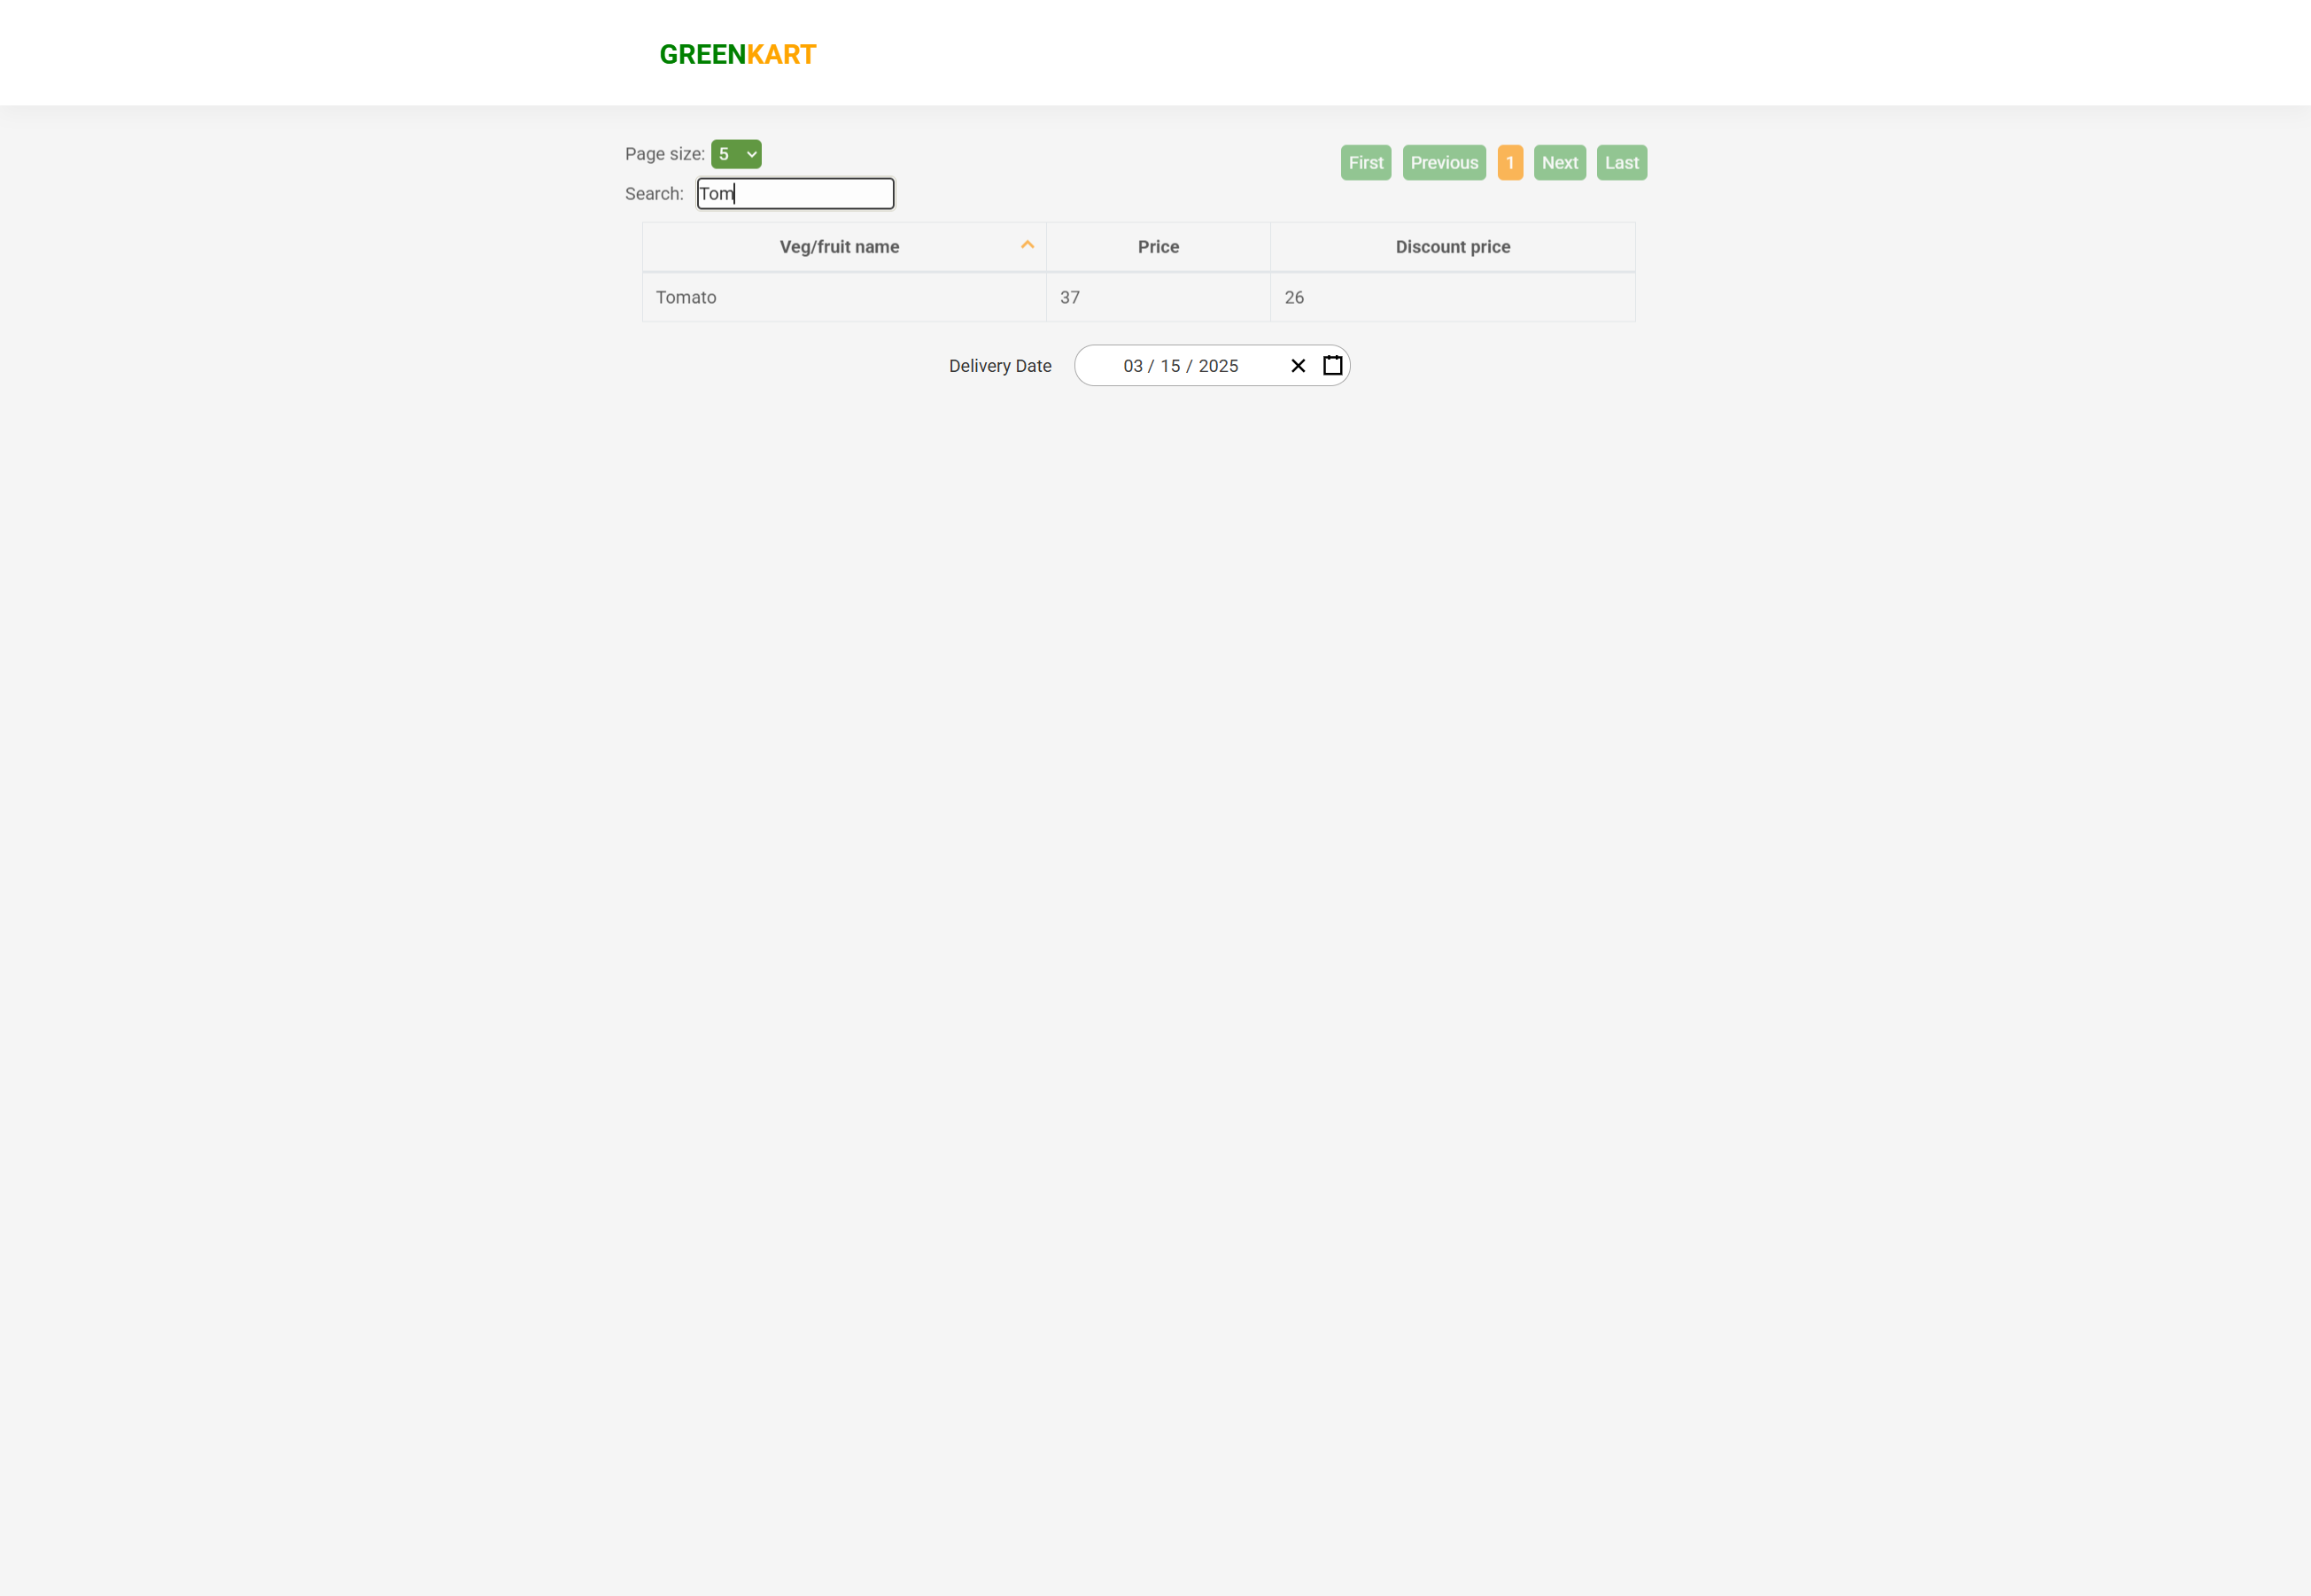 GREENKART
Page size: 5
First Previous 1 Next Last
Search: Tom
Veg/fruit name Price Discount price
Tomato 37 26
Delivery Date 03 / 15 / 2025